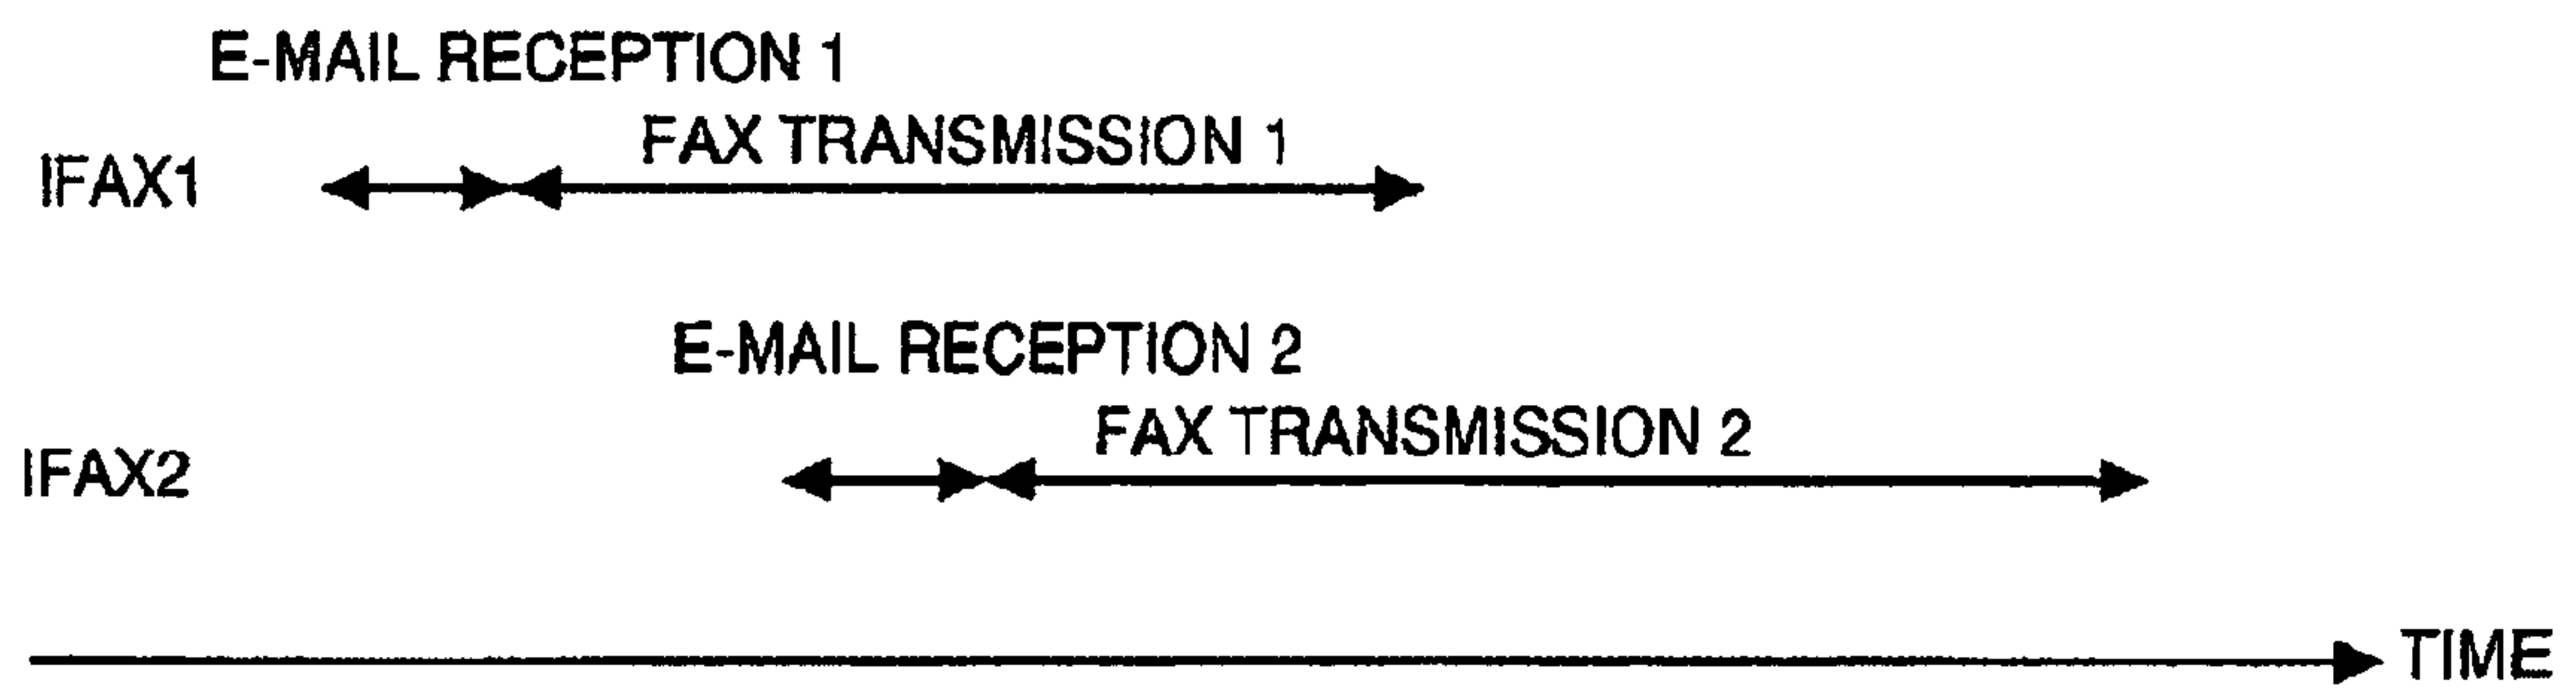 E-MAIL RECEPTION 1
FAX TRANSMISSION 1
IFAX1
E-MAIL RECEPTION 2
FAX TRANSMISSION 2
IFAX2
TIME